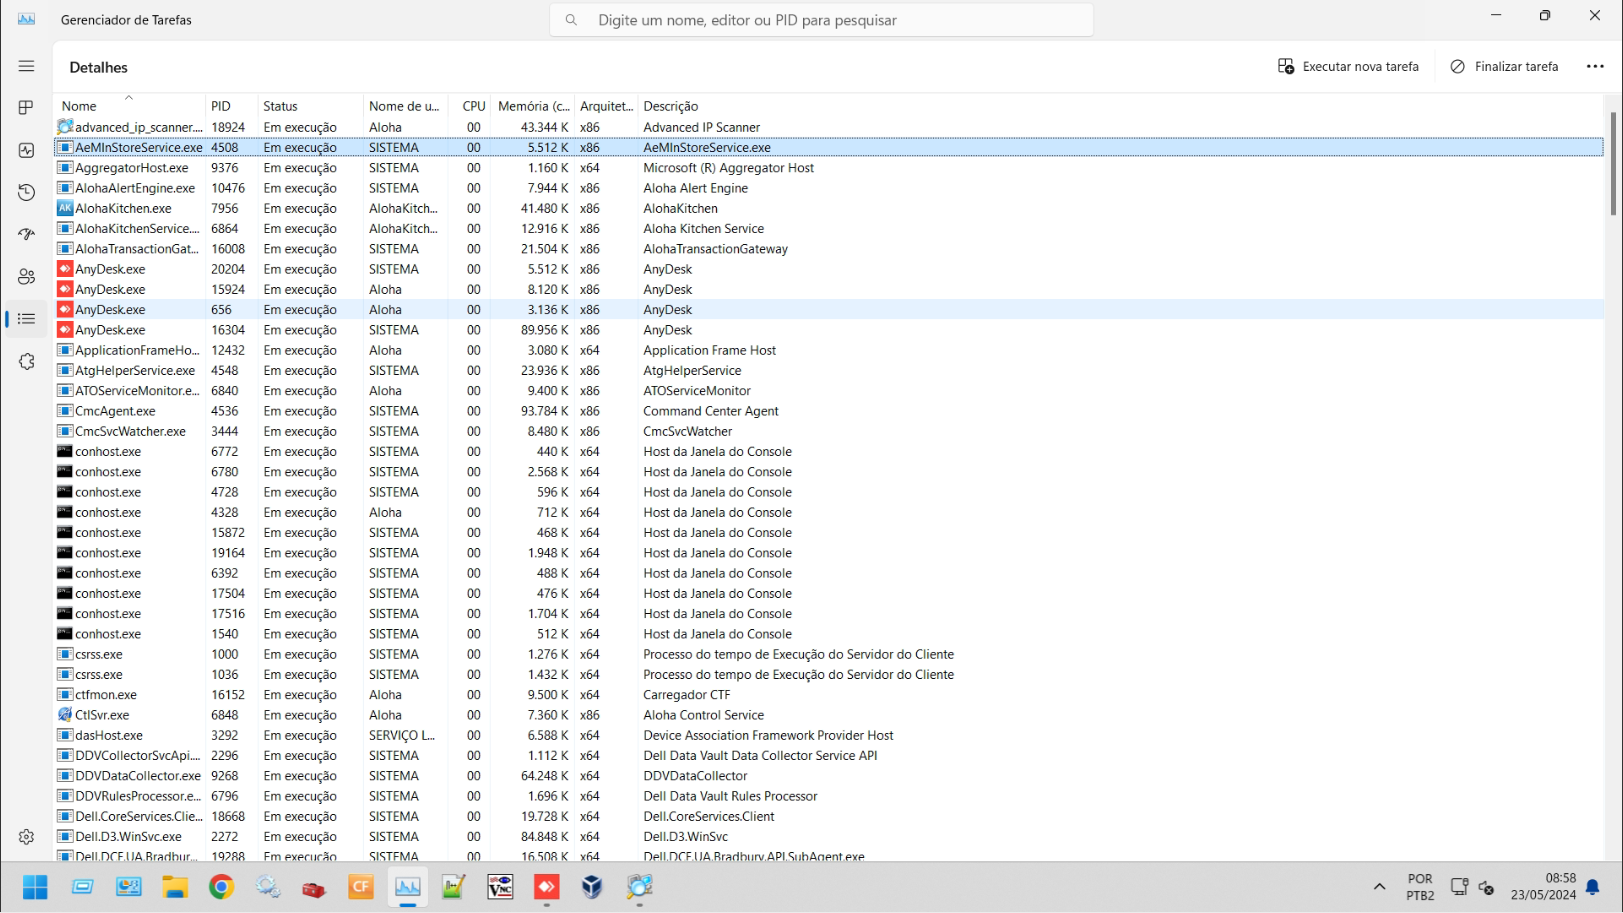 Gerenciador de Tarefas
Digite um nome, editor ou PID para pesquisar
Detalhes
Executar nova tarefa
Finalizar tarefa
Nome PID Status Nome de u... CPU Memória (c... Arquitet... Descrição
advanced_ip_scanner.... 18924 Em execução Aloha 00 43.344 K x86 Advanced IP Scanner
AeMInStoreService.exe 4508 Em execução SISTEMA 00 5.512 K x86 AeMInStoreService.exe
AggregatorHost.exe 9376 Em execução SISTEMA 00 1.160 K x64 Microsoft (R) Aggregator Host
AlohaAlertEngine.exe 10476 Em execução SISTEMA 00 7.944 K x86 Aloha Alert Engine
AK AlohaKitchen.exe 7956 Em execução AlohaKitch... 00 41.480 K x86 AlohaKitchen
AlohaKitchenService.... 6864 Em execução AlohaKitch... 00 12.916 K x86 Aloha Kitchen Service
AlohaTransactionGat... 16008 Em execução SISTEMA 00 21.504 K x86 AlohaTransactionGateway
AnyDesk.exe 20204 Em execução SISTEMA 00 5.512 K x86 AnyDesk
AnyDesk.exe 15924 Em execução Aloha 00 8.120 K x86 AnyDesk
AnyDesk.exe 656 Em execução Aloha 00 3.136 K x86 AnyDesk
AnyDesk.exe 16304 Em execução SISTEMA 00 89.956 K x86 AnyDesk
ApplicationFrameHo... 12432 Em execução Aloha 00 3.080 K x64 Application Frame Host
AtgHelperService.exe 4548 Em execução SISTEMA 00 23.936 K x86 AtgHelperService
ATOServiceMonitor.e... 6840 Em execução Aloha 00 9.400 K x86 ATOServiceMonitor
CmcAgent.exe 4536 Em execução SISTEMA 00 93.784 K x86 Command Center Agent
CmcSvcWatcher.exe 3444 Em execução SISTEMA 00 8.480 K x86 CmcSvcWatcher
conhost.exe 6772 Em execução SISTEMA 00 440 K x64 Host da Janela do Console
conhost.exe 6780 Em execução SISTEMA 00 2.568 K x64 Host da Janela do Console
conhost.exe 4728 Em execução SISTEMA 00 596 K x64 Host da Janela do Console
conhost.exe 4328 Em execução Aloha 00 712 K x64 Host da Janela do Console
conhost.exe 15872 Em execução SISTEMA 00 468 K x64 Host da Janela do Console
conhost.exe 19164 Em execução SISTEMA 00 1.948 K x64 Host da Janela do Console
conhost.exe 6392 Em execução SISTEMA 00 488 K x64 Host da Janela do Console
conhost.exe 17504 Em execução SISTEMA 00 476 K x64 Host da Janela do Console
conhost.exe 17516 Em execução SISTEMA 00 1.704 K x64 Host da Janela do Console
conhost.exe 1540 Em execução SISTEMA 00 512 K x64 Host da Janela do Console
csrss.exe 1000 Em execução SISTEMA 00 1.276 K x64 Processo do tempo de Execução do Servidor do Cliente
csrss.exe 1036 Em execução SISTEMA 00 1.432 K x64 Processo do tempo de Execução do Servidor do Cliente
ctfmon.exe 16152 Em execução Aloha 00 9.500 K x64 Carregador CTF
CtlSvr.exe 6848 Em execução Aloha 00 7.360 K x86 Aloha Control Service
dasHost.exe 3292 Em execução SERVIÇO L... 00 6.588 K x64 Device Association Framework Provider Host
DDVCollectorSvcApi.... 2296 Em execução SISTEMA 00 1.112 K x64 Dell Data Vault Data Collector Service API
DDVDataCollector.exe 9268 Em execução SISTEMA 00 64.248 K x64 DDVDataCollector
DDVRulesProcessor.e... 6796 Em execução SISTEMA 00 1.696 K x64 Dell Data Vault Rules Processor
Dell.CoreServices.Clie... 18668 Em execução SISTEMA 00 19.728 K x64 Dell.CoreServices.Client
Dell.D3.WinSvc.exe 2272 Em execução SISTEMA 00 84.848 K x64 Dell.D3.WinSvc
Dell.DCF.UA.Bradbur... 19288 Em execução SISTEMA 00 16.508 K x64 Dell.DCF.UA.Bradbury.API.SubAgent.exe
CF
VNC
POR
PTB2
08:58
23/05/2024